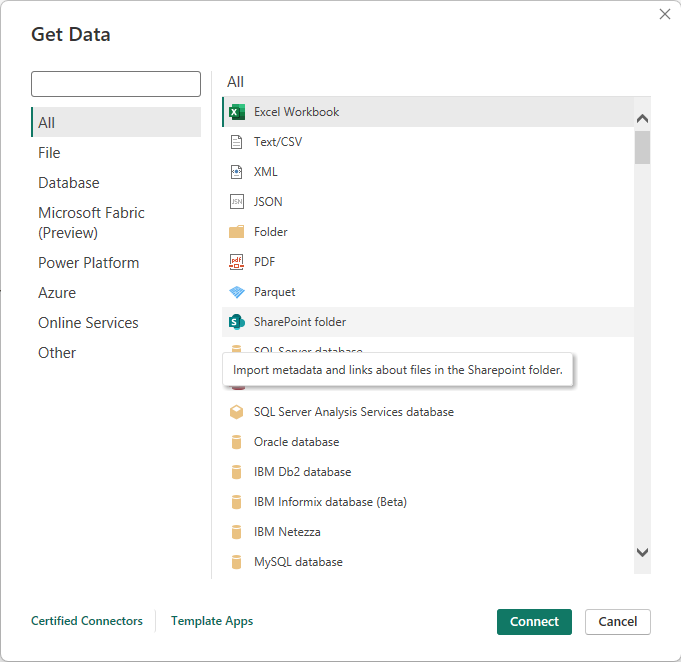 Get Data
All
File
Database
Microsoft Fabric
(Preview)
Power Platform
Azure
Online Services
Other
All
Excel Workbook
Text/CSV
XML
JSON
Folder
PDF
Parquet
SharePoint folder
SQL Server database
Import metadata and links about files in the Sharepoint folder.
SQL Server Analysis Services database
Oracle database
IBM Db2 database
IBM Informix database (Beta)
IBM Netezza
MySQL database
Certified Connectors
Template Apps
Connect
Cancel